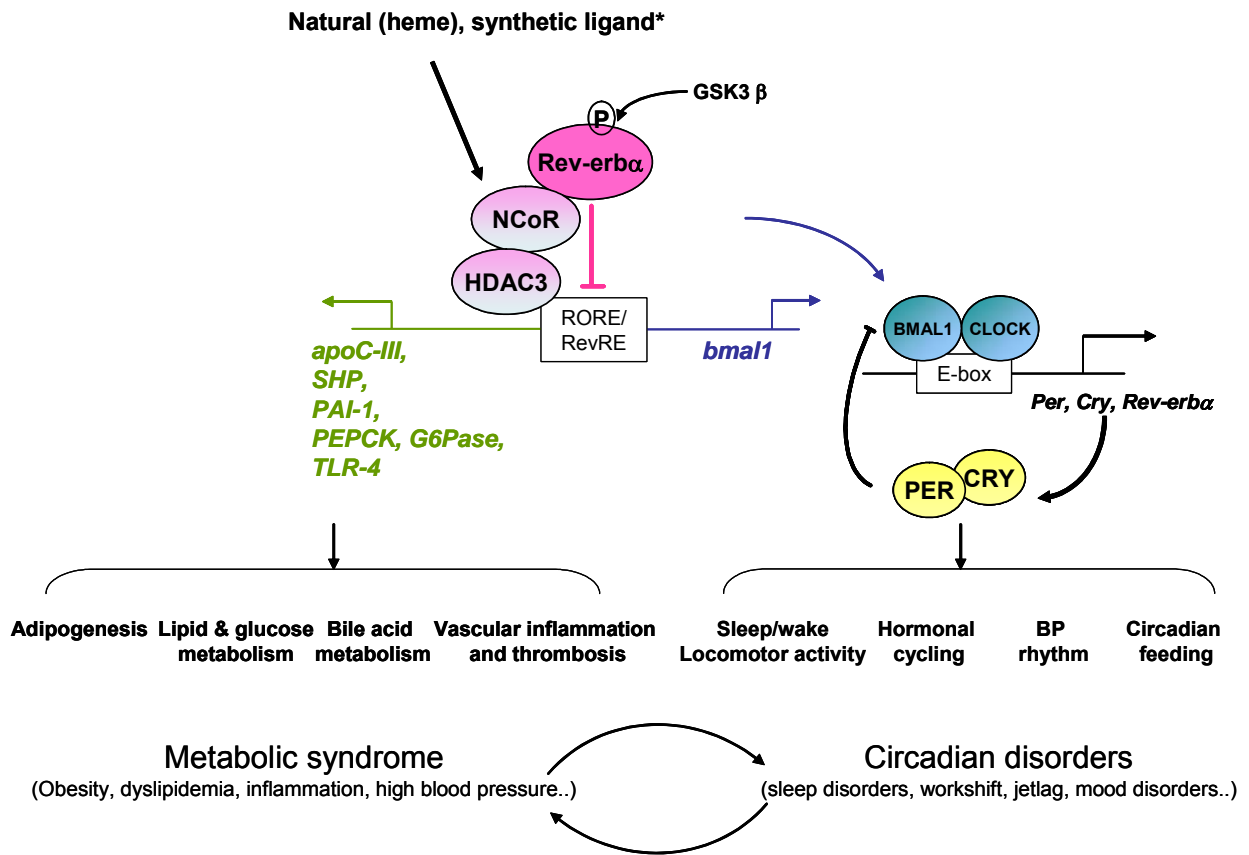 Natural (heme), synthetic ligand*
GSK3 β
P
Rev-erbα
NCoR
HDAC3
RORE/
RevRE
bmal1
BMAL1
CLOCK
E-box
apoC-III,
SHP,
PAI-1,
PEPCK, G6Pase,
TLR-4
Per, Cry, Rev-erbα
PER
CRY
Adipogenesis
Lipid & glucose
metabolism
Bile acid
metabolism
Vascular inflammation
and thrombosis
Sleep/wake
Locomotor activity
Hormonal
cycling
BP
rhythm
Circadian
feeding
Metabolic syndrome
(Obesity, dyslipidemia, inflammation, high blood pressure..)
Circadian disorders
(sleep disorders, workshift, jetlag, mood disorders..)